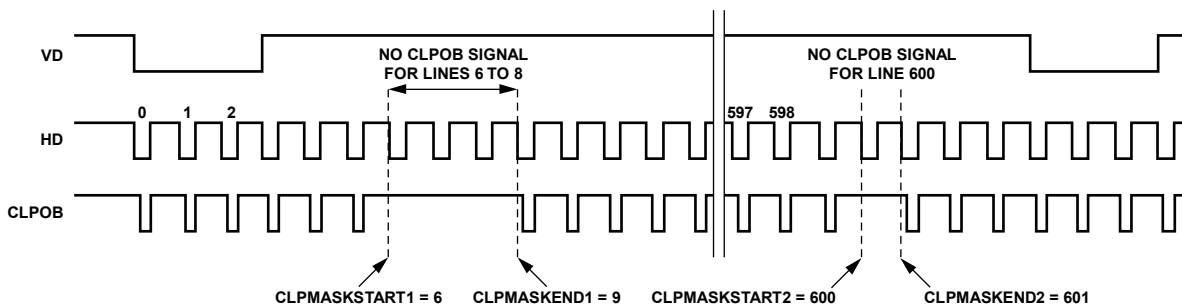 VD
NO CLPOB SIGNAL
FOR LINES 6 TO 8
NO CLPOB SIGNAL
FOR LINE 600
HD
0 1 2 597 598
CLPOB
CLPMASKSTART1 = 6 CLPMASKEND1 = 9 CLPMASKSTART2 = 600 CLPMASKEND2 = 601